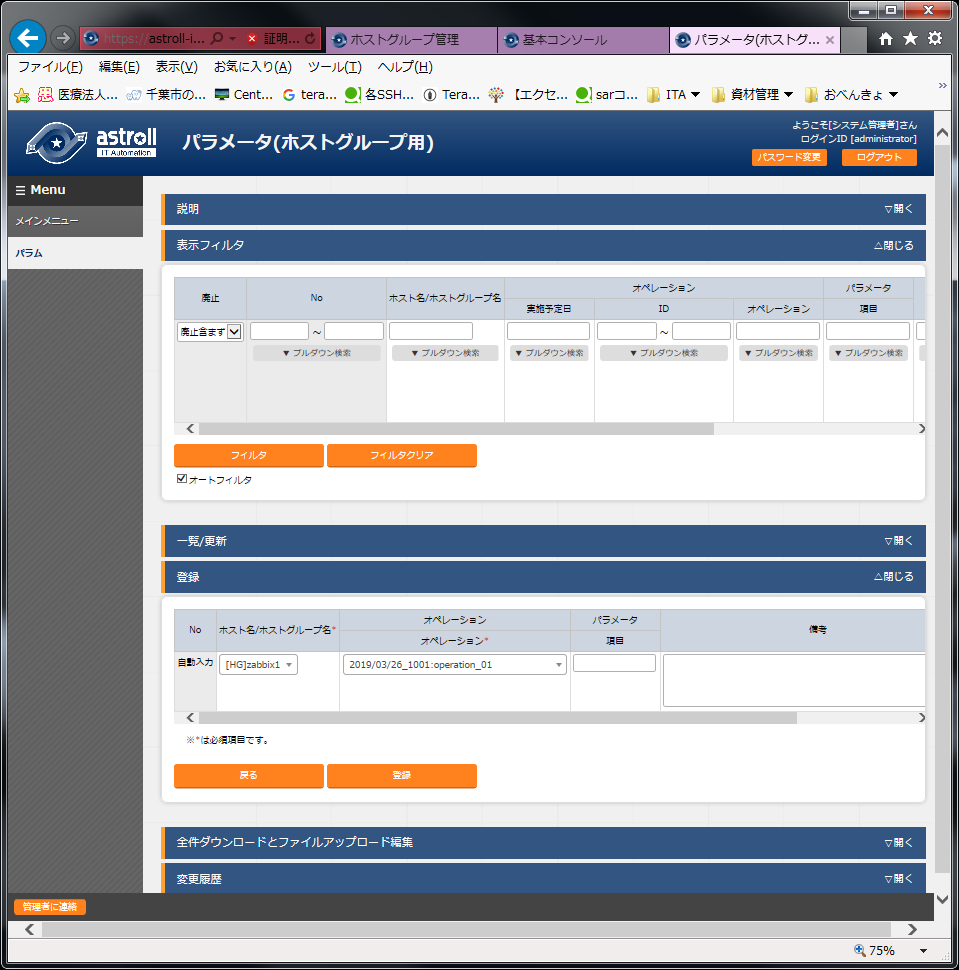 https://astroll-i...
証明...
ホストグループ管理
基本コンソール
パラメータ(ホストグ...
ファイル(F) 編集(E) 表示(V) お気に入り(A) ツール(T) ヘルプ(H)
医療法人... 千葉市の... Cent... tera... 各SSH... Tera... 【エクセ... sarコ... ITA 資材管理 おべんきょ
astroll
IT Automation
パラメータ(ホストグループ用)
ようこそ[システム管理者]さん
ログインID [administrator]
パスワード変更 ログアウト
Menu
メインメニュー
パラム
説明 ▽開く
表示フィルタ △閉じる
廃止 No ホスト名/ホストグループ名 オペレーション パラメータ
実施予定日 ID オペレーション 項目
廃止含まず ~ ~
▼ プルダウン検索 ▼ プルダウン検索 ▼ プルダウン検索 ▼ プルダウン検索 ▼ プルダウン検索 ▼ プルダウン検索
フィルタ フィルタクリア
オートフィルタ
一覧/更新 ▽開く
登録 △閉じる
No ホスト名/ホストグループ名* オペレーション パラメータ 備考
オペレーション* 項目
自動入力 [HG]zabbix1 2019/03/26_1001:operation_01
※*は必須項目です。
戻る 登録
全件ダウンロードとファイルアップロード編集 ▽開く
変更履歴 ▽開く
管理者に連絡
75%